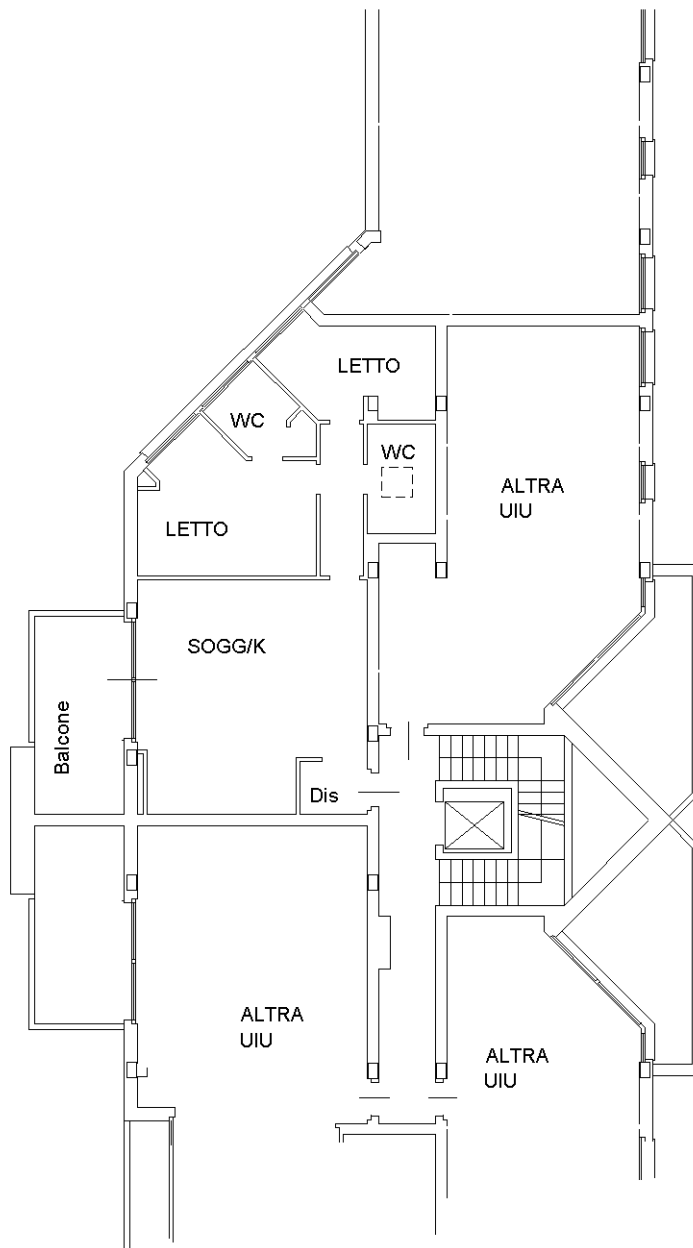 LETTO
WC
WC
ALTRA
UIU
LETTO
SOGG/K
Balcone
Dis
ALTRA
UIU
ALTRA
UIU